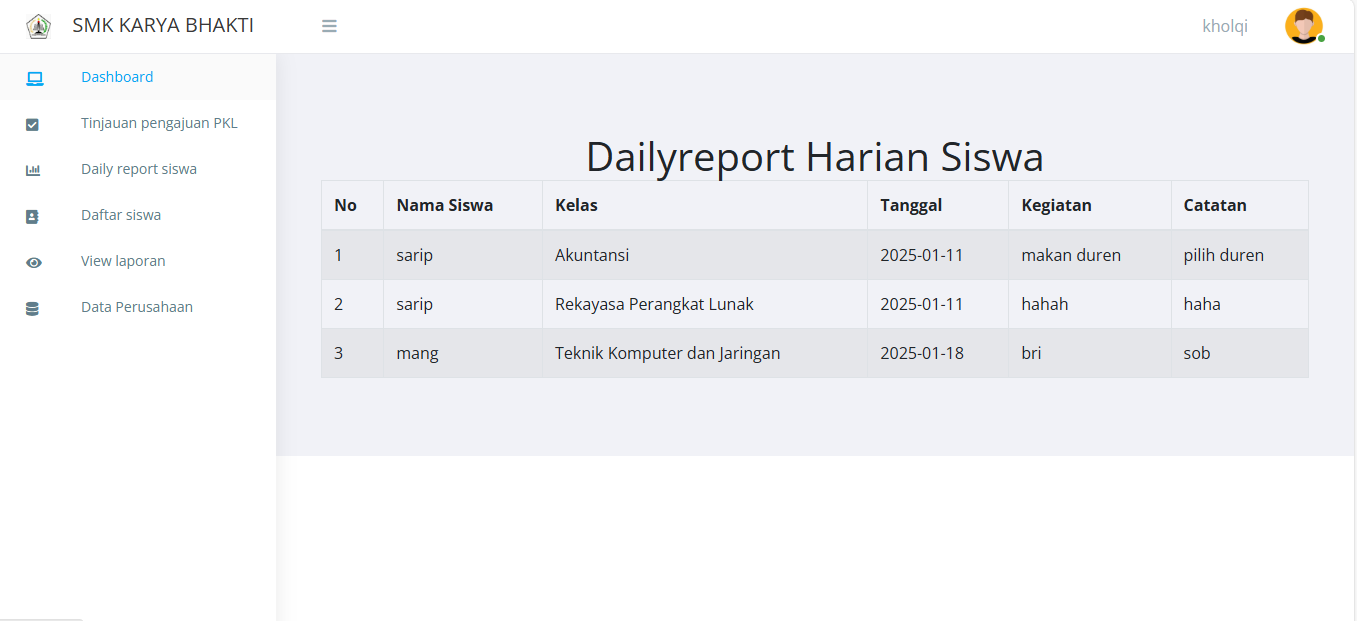 SMK KARYA BHAKTI
kholqi
Dashboard
Tinjauan pengajuan PKL
Daily report siswa
Daftar siswa
View laporan
Data Perusahaan
Dailyreport Harian Siswa
No Nama Siswa Kelas Tanggal Kegiatan Catatan
1 sarip Akuntansi 2025-01-11 makan duren pilih duren
2 sarip Rekayasa Perangkat Lunak 2025-01-11 hahah haha
3 mang Teknik Komputer dan Jaringan 2025-01-18 bri sob